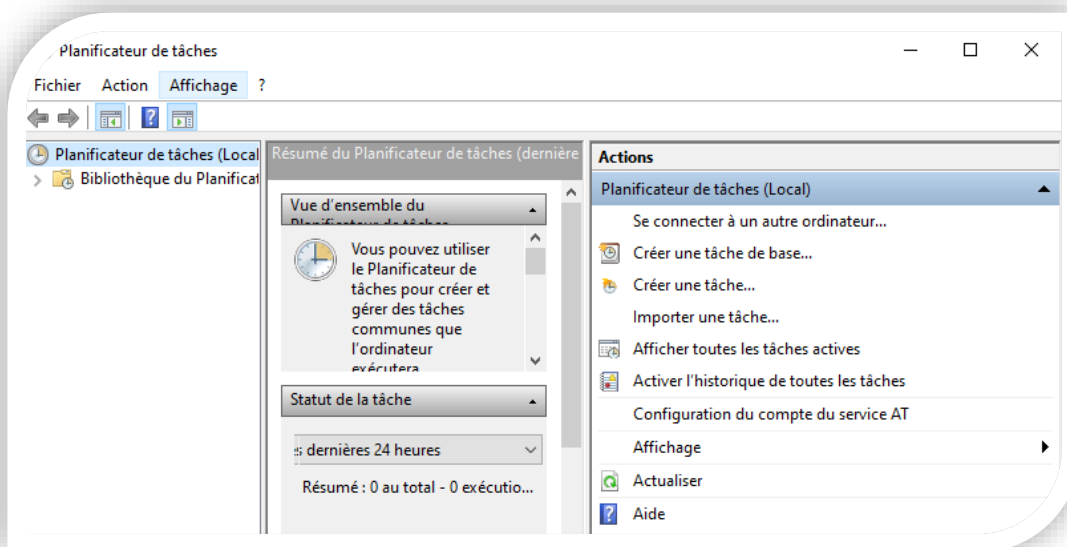 Planificateur de tâches
Fichier Action Affichage ?
Planificateur de tâches (Local
Bibliothèque du Planificat
Résumé du Planificateur de tâches (dernière
Vue d'ensemble du
Planificateur de tâches
Vous pouvez utiliser
le Planificateur de
tâches pour créer et
gérer des tâches
communes que
l'ordinateur
exécutera
Statut de la tâche
s dernières 24 heures
Résumé : 0 au total - 0 exécutio...
Actions
Planificateur de tâches (Local)
Se connecter à un autre ordinateur...
Créer une tâche de base...
Créer une tâche...
Importer une tâche...
Afficher toutes les tâches actives
Activer l'historique de toutes les tâches
Configuration du compte du service AT
Affichage
Actualiser
Aide